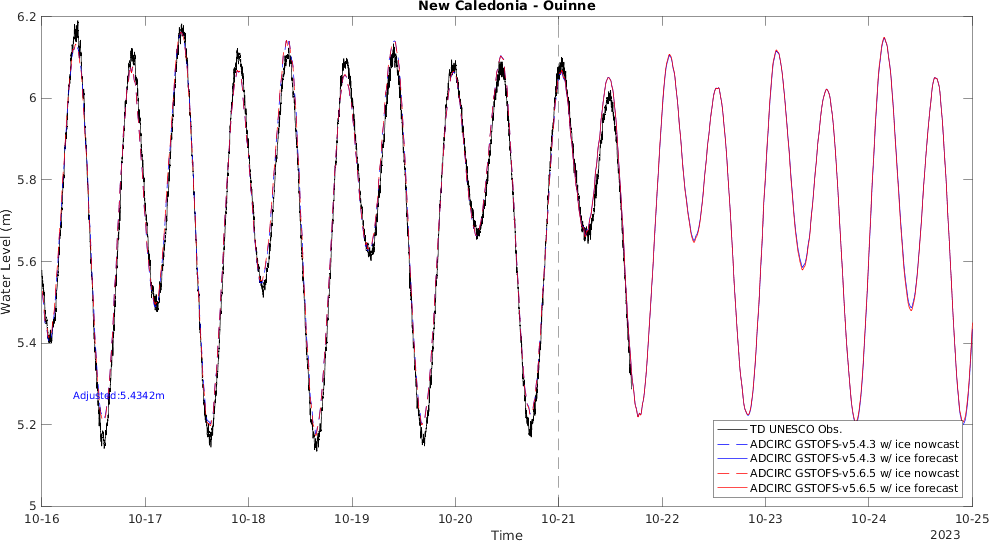 New Caledonia - Ouinne
6.2
6
5.8
5.6
5.4
5.2
5
Water Level (m)
Adjusted:5.4342m
TD UNESCO Obs.
ADCIRC GSTOFS-v5.4.3 w/ ice nowcast
ADCIRC GSTOFS-v5.4.3 w/ ice forecast
ADCIRC GSTOFS-v5.6.5 w/ ice nowcast
ADCIRC GSTOFS-v5.6.5 w/ ice forecast
10-16 10-17 10-18 10-19 10-20 10-21 10-22 10-23 10-24 10-25
Time
2023